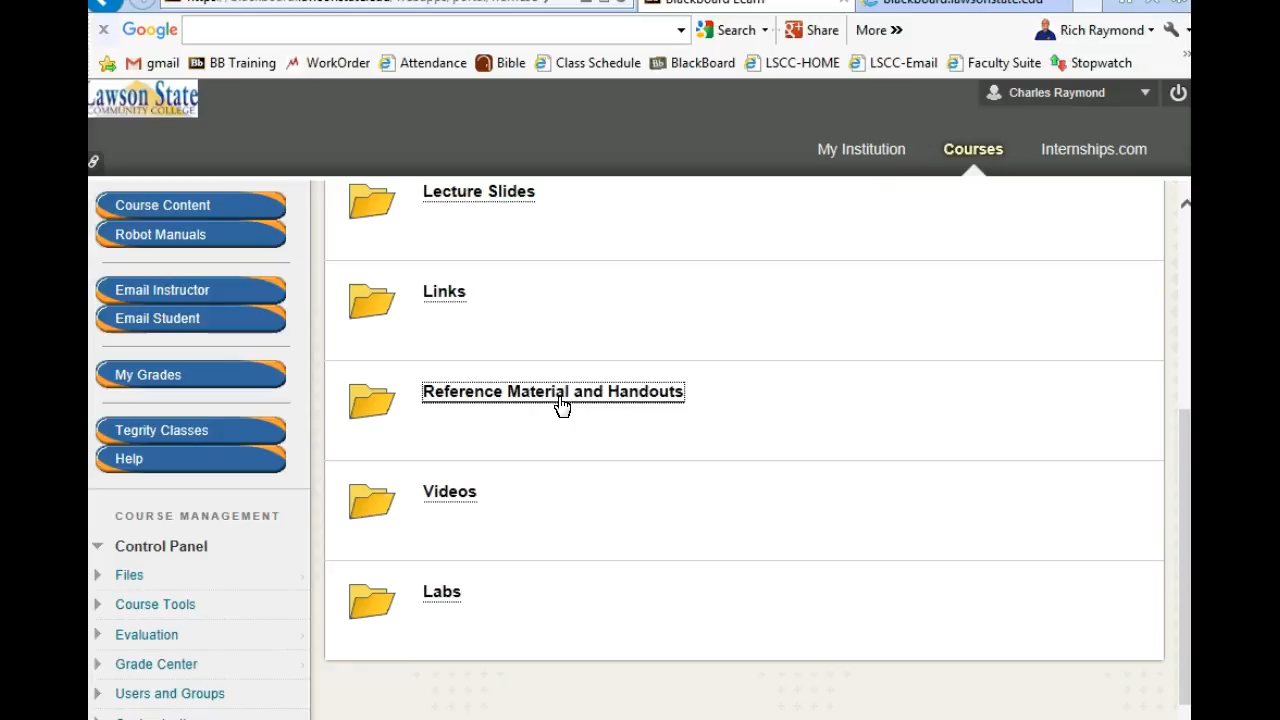 Google Search Share More » Rich Raymond
gmail BB Training WorkOrder Attendance Bible Class Schedule BlackBoard LSCC-HOME LSCC-Email Faculty Suite Stopwatch
Lawson State
COMMUNITY COLLEGE
Charles Raymond
My Institution Courses Internships.com
Course Content
Robot Manuals
Email Instructor
Email Student
My Grades
Tegrity Classes
Help
COURSE MANAGEMENT
Control Panel
Files
Course Tools
Evaluation
Grade Center
Users and Groups
Lecture Slides
Links
Reference Material and Handouts
Videos
Labs